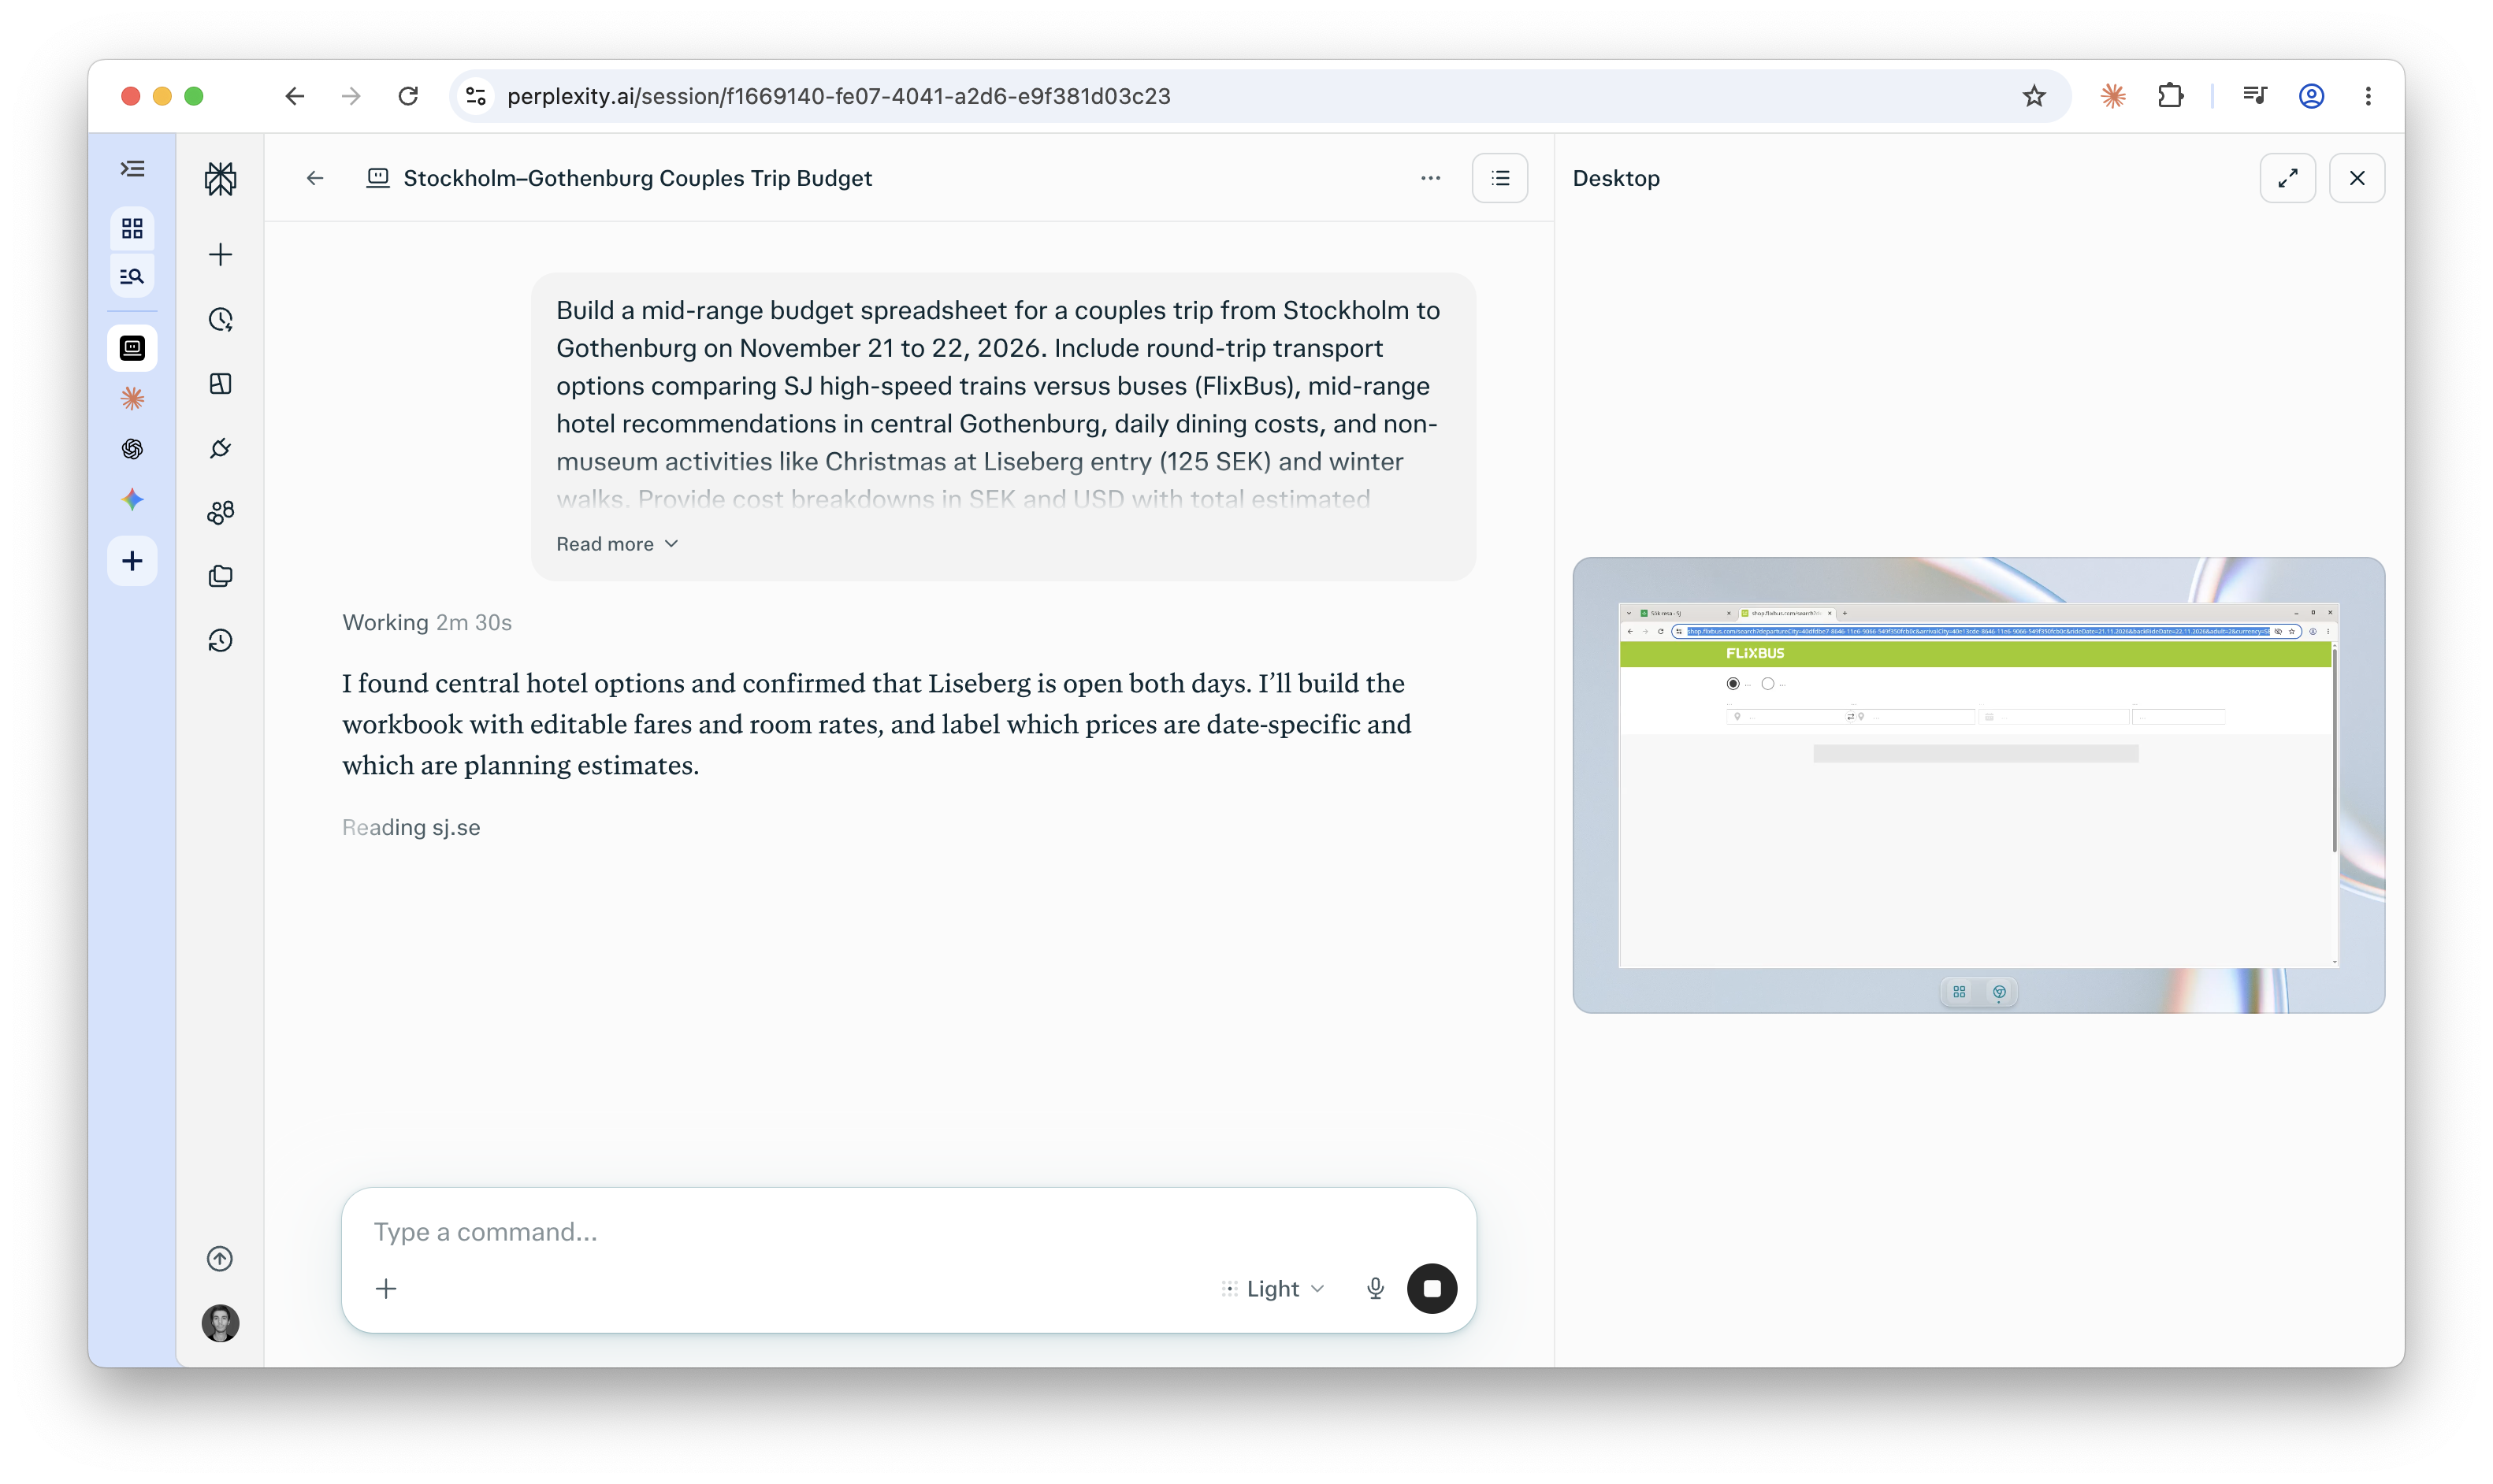 perplexity.ai/session/f1669140-fe07-4041-a2d6-e9f381d03c23
Stockholm–Gothenburg Couples Trip Budget
Desktop
Build a mid-range budget spreadsheet for a couples trip from Stockholm to
Gothenburg on November 21 to 22, 2026. Include round-trip transport
options comparing SJ high-speed trains versus buses (FlixBus), mid-range
hotel recommendations in central Gothenburg, daily dining costs, and non-
museum activities like Christmas at Liseberg entry (125 SEK) and winter
walks. Provide cost breakdowns in SEK and USD with total estimated
Read more
Working 2m 30s
I found central hotel options and confirmed that Liseberg is open both days. I’ll build the
workbook with editable fares and room rates, and label which prices are date-specific and
which are planning estimates.
Reading sj.se
Type a command...
Light
Sök resa - SJ
FLiXBUS